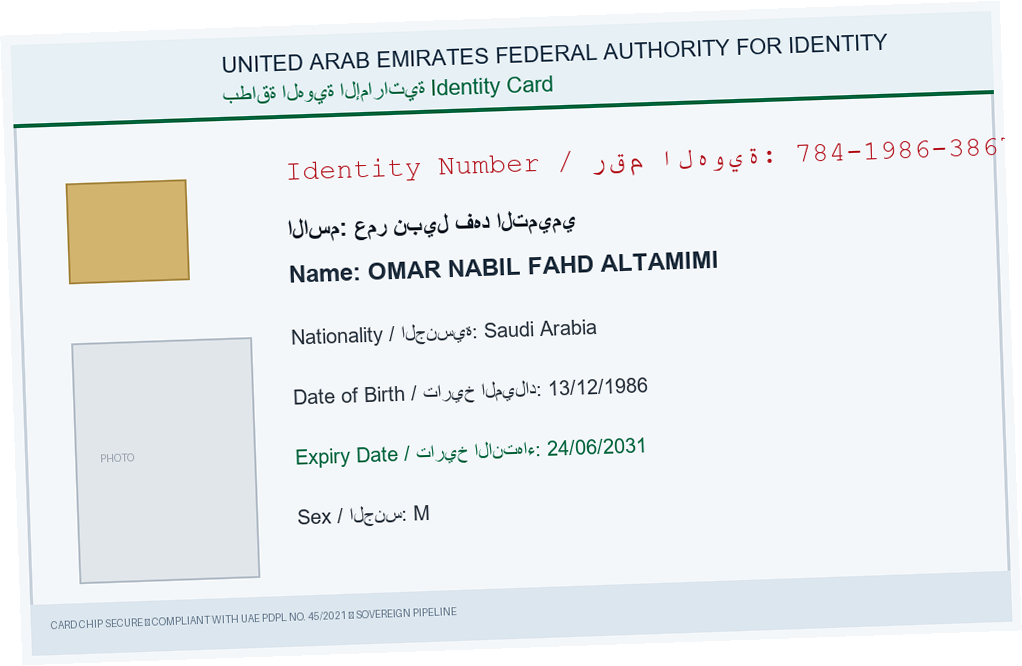 UNITED ARAB EMIRATES FEDERAL AUTHORITY FOR IDENTITY
بطاقة الهوية الإماراتية Identity Card
Identity Number / رقم الهوية: 784-1986-386
الاسم: عمر نبيل فهد التميمي
Name: OMAR NABIL FAHD ALTAMIMI
Nationality / الجنسية: Saudi Arabia
Date of Birth / تاريخ الميلاد: 13/12/1986
Expiry Date / تاريخ الانتهاء: 24/06/2031
Sex / الجنس: M
PHOTO
CARD CHIP SECURE COMPLIANT WITH UAE PDPL NO. 45/2021 SOVEREIGN PIPELINE